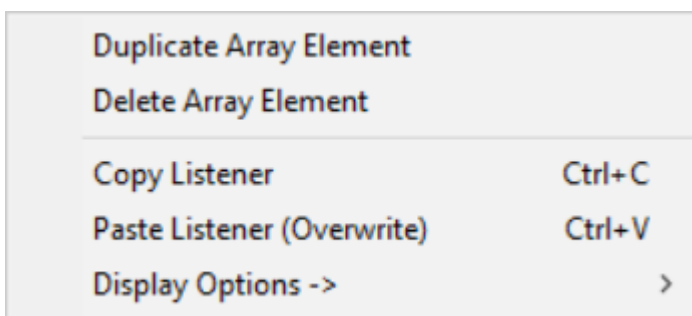 Duplicate Array Element
Delete Array Element
Copy Listener Ctrl+C
Paste Listener (Overwrite) Ctrl+V
Display Options ->